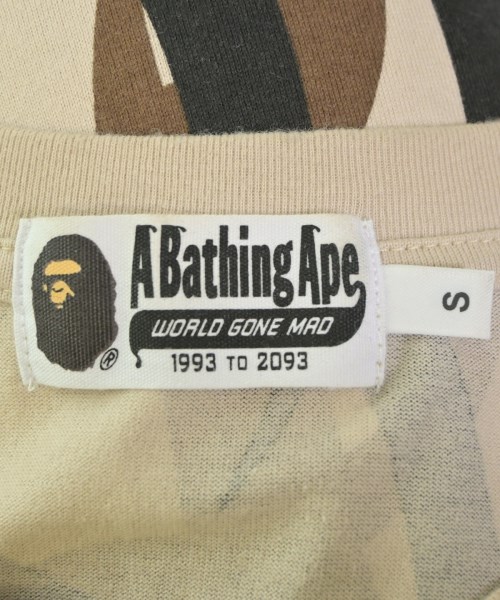 A Bathing Ape
WORLD GONE MAD
1993 TO 2093
®
S